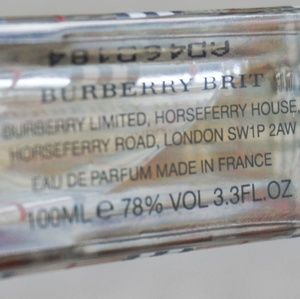 BURBERRY BRIT
BURBERRY LIMITED, HORSEFERRY HOUSE,
HORSEFERRY ROAD, LONDON SW1P 2AW
EAU DE PARFUM MADE IN FRANCE
100ML e 78% VOL 3.3FL.OZ